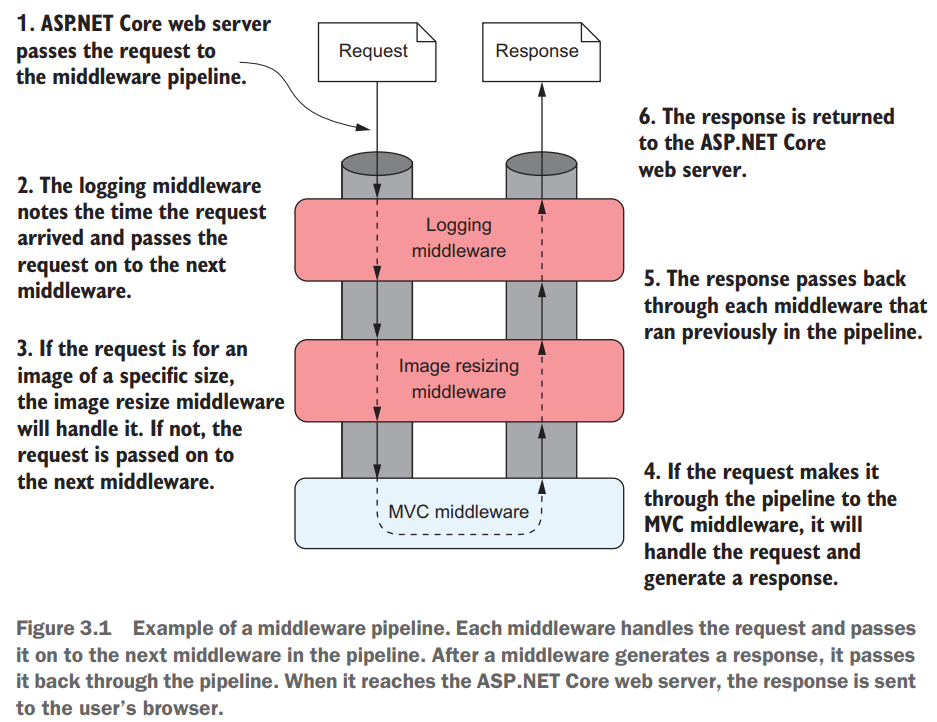 1. ASP.NET Core web server
passes the request to
the middleware pipeline.
Request
Response
6. The response is returned
to the ASP.NET Core
web server.
2. The logging middleware
notes the time the request
arrived and passes the
request on to the next
middleware.
Logging
middleware
5. The response passes back
through each middleware that
ran previously in the pipeline.
3. If the request is for an
image of a specific size,
the image resize middleware
will handle it. If not, the
request is passed on to
the next middleware.
Image resizing
middleware
4. If the request makes it
through the pipeline to the
MVC middleware, it will
handle the request and
generate a response.
MVC middleware
Figure 3.1 Example of a middleware pipeline. Each middleware handles the request and passes
it on to the next middleware in the pipeline. After a middleware generates a response, it passes
it back through the pipeline. When it reaches the ASP.NET Core web server, the response is sent
to the user’s browser.